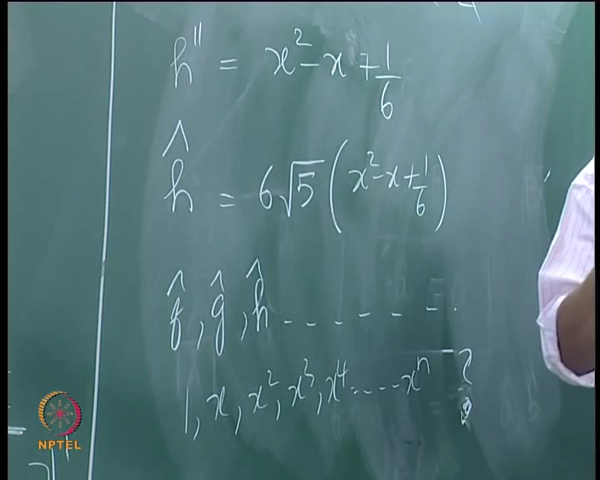 h'' = x² - x + 1/6
ĥ = 6√5 (x² - x + 1/6)
f̂, ĝ, ĥ - - - - - - - .
1, x, x², x³, x⁴ ---- xⁿ ?
NPTEL